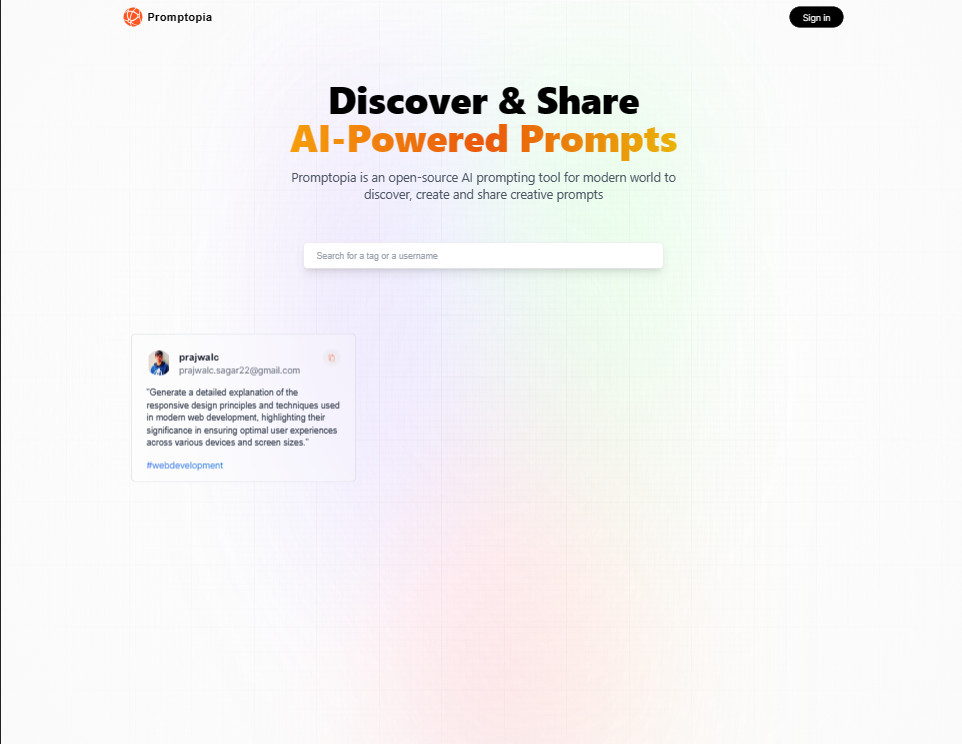 Promptopia
Sign in
Discover & Share
AI-Powered Prompts
Promptopia is an open-source AI prompting tool for modern world to
discover, create and share creative prompts
Search for a tag or a username
prajwalc
prajwalc.sagar22@gmail.com
"Generate a detailed explanation of the
responsive design principles and techniques used
in modern web development, highlighting their
significance in ensuring optimal user experiences
across various devices and screen sizes."
#webdevelopment